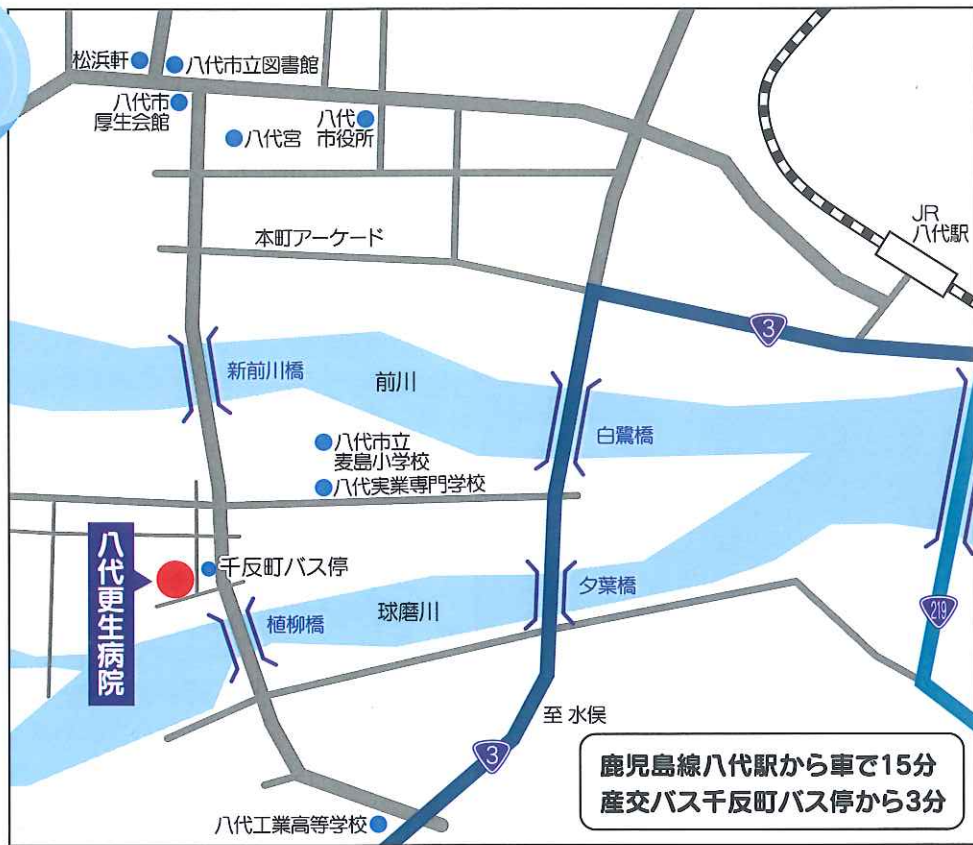 松浜軒
八代市立図書館
八代市
厚生会館
八代宮
八代
市役所
JR
八代駅
本町アーケード
3
新前川橋
前川
白鷺橋
八代市立
麦島小学校
八代実業専門学校
八代更生病院
千反町バス停
植柳橋
球磨川
夕葉橋
219
至 水俣
3
鹿児島線八代駅から車で15分
産交バス千反町バス停から3分
八代工業高等学校